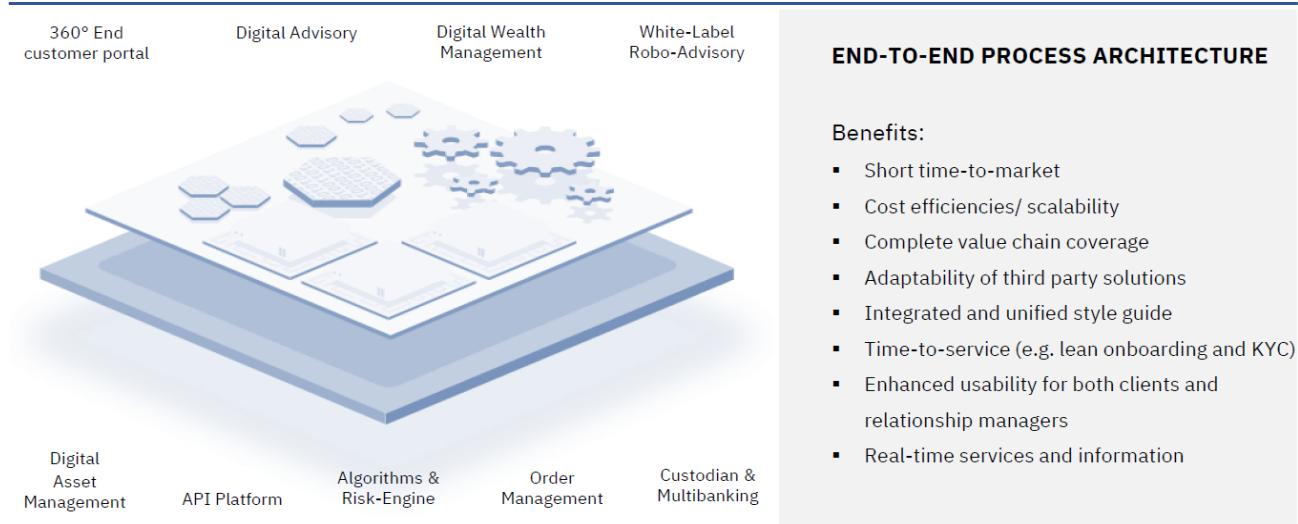 360° End
customer portal
Digital Advisory
Digital Wealth
Management
White-Label
Robo-Advisory
Digital
Asset
Management
API Platform
Algorithms &
Risk-Engine
Order
Management
Custodian &
Multibanking
END-TO-END PROCESS ARCHITECTURE
Benefits:
▪ Short time-to-market
▪ Cost efficiencies/ scalability
▪ Complete value chain coverage
▪ Adaptability of third party solutions
▪ Integrated and unified style guide
▪ Time-to-service (e.g. lean onboarding and KYC)
▪ Enhanced usability for both clients and
relationship managers
▪ Real-time services and information